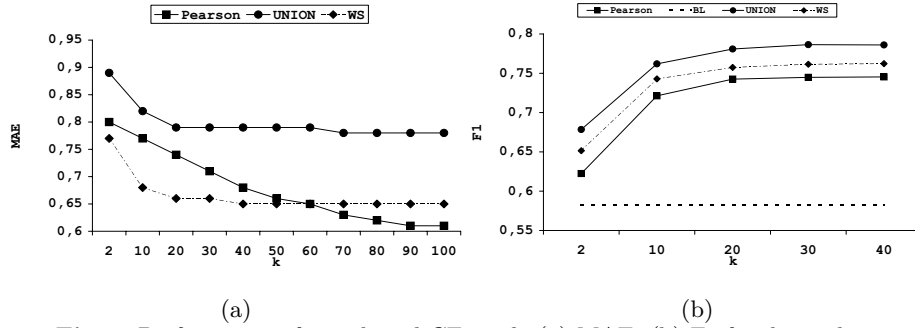 Pearson UNION WS
0,95
0,9
0,85
0,8
0,75
0,7
0,65
0,6
MAE
2 10 20 30 40 50 60 70 80 90 100
k
(a)
Pearson BL UNION WS
0,8
0,75
0,7
0,65
0,6
0,55
F1
2 10 20 30 40
k
(b)